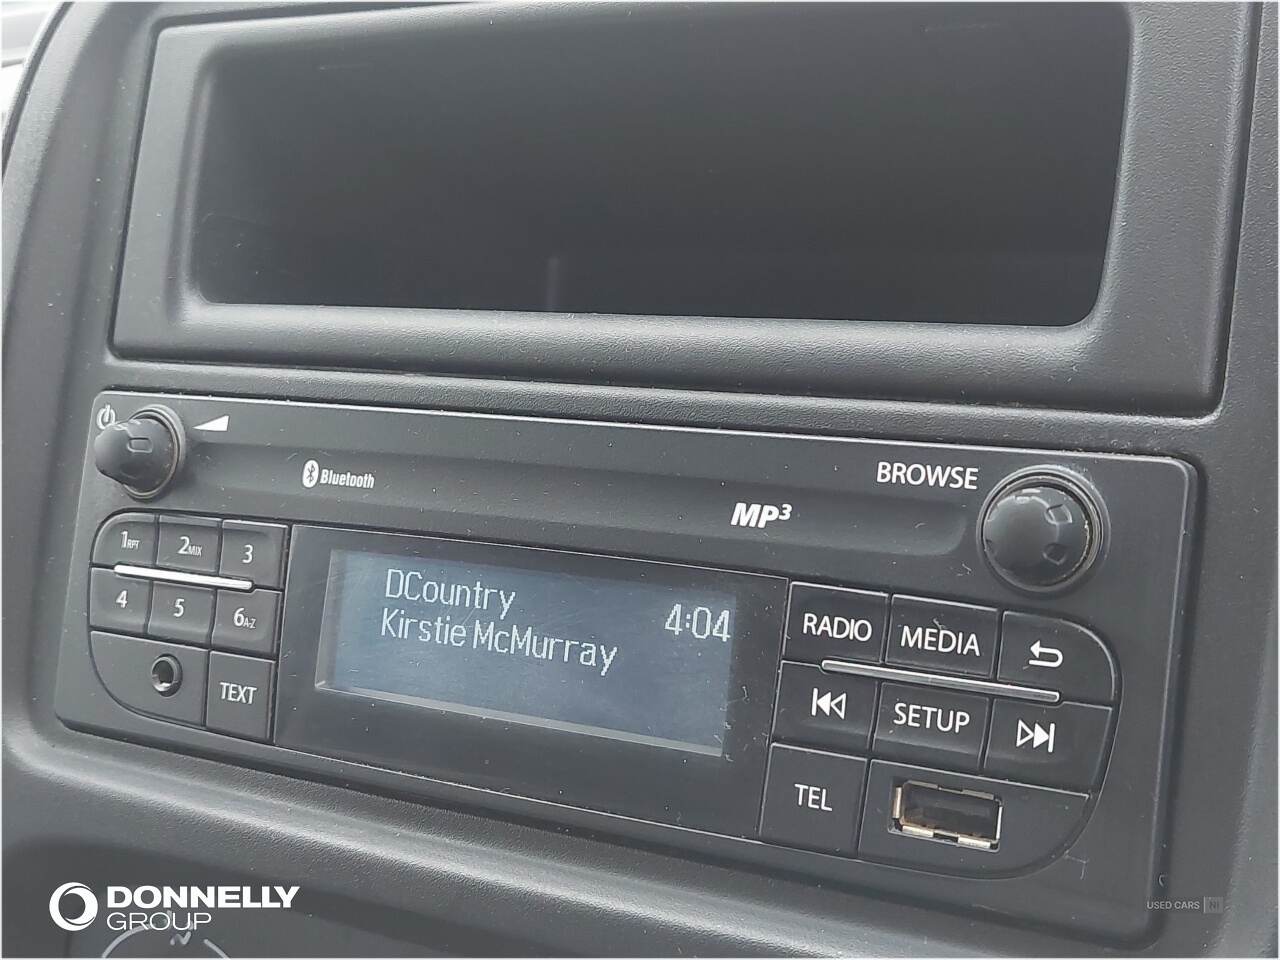 Bluetooth
BROWSE
MP3
1RPT
2MIX
3
4
5
6A-Z
TEXT
DCountry
4:04
Kirstie McMurray
RADIO
MEDIA
SETUP
TEL
DONNELLY
GROUP
USED CARS NI